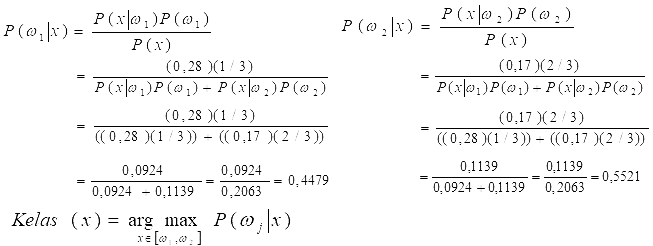 P(ω₁|x) = P(x|ω₁)P(ω₁) / P(x)
= (0,28)(1/3) / P(x|ω₁)P(ω₁) + P(x|ω₂)P(ω₂)
= (0,28)(1/3) / ((0,28)(1/3)) + ((0,17)(2/3))
= 0,0924 / 0,0924 + 0,1139 = 0,0924 / 0,2063 = 0,4479
P(ω₂|x) = P(x|ω₂)P(ω₂) / P(x)
= (0,17)(2/3) / P(x|ω₁)P(ω₁) + P(x|ω₂)P(ω₂)
= (0,17)(2/3) / ((0,28)(1/3)) + ((0,17)(2/3))
= 0,1139 / 0,0924 + 0,1139 = 0,1139 / 0,2063 = 0,5521
Kelas (x) = arg max P(ω_j|x)
x∈[ω₁,ω₂]